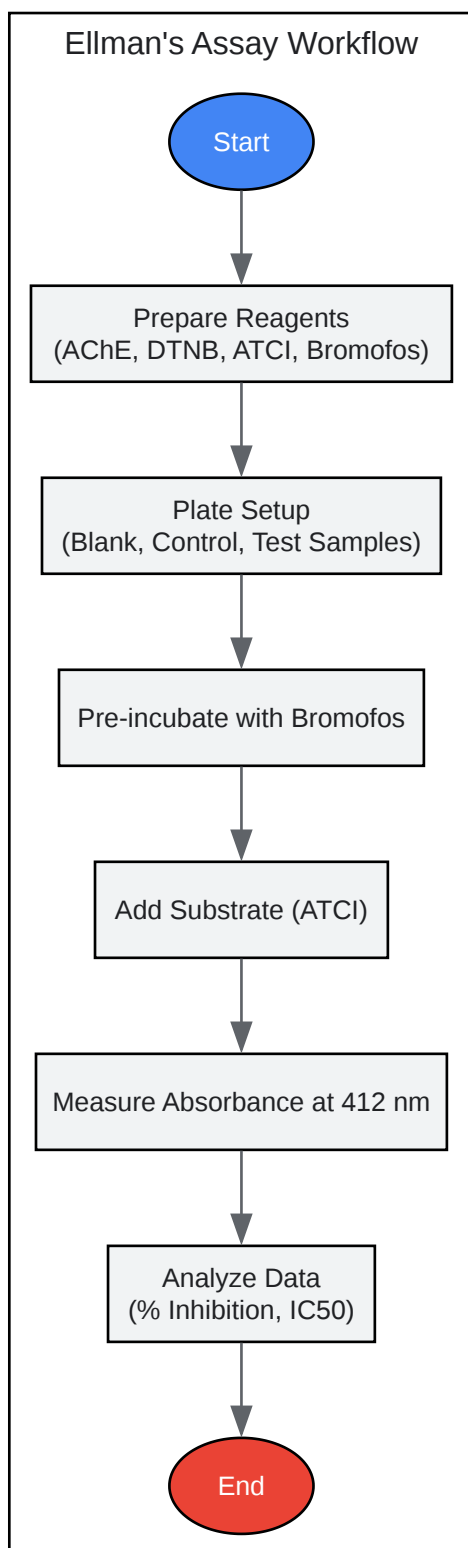 Ellman's Assay Workflow
Start
Prepare Reagents
(AChE, DTNB, ATCI, Bromofos)
Plate Setup
(Blank, Control, Test Samples)
Pre-incubate with Bromofos
Add Substrate (ATCI)
Measure Absorbance at 412 nm
Analyze Data
(% Inhibition, IC50)
End